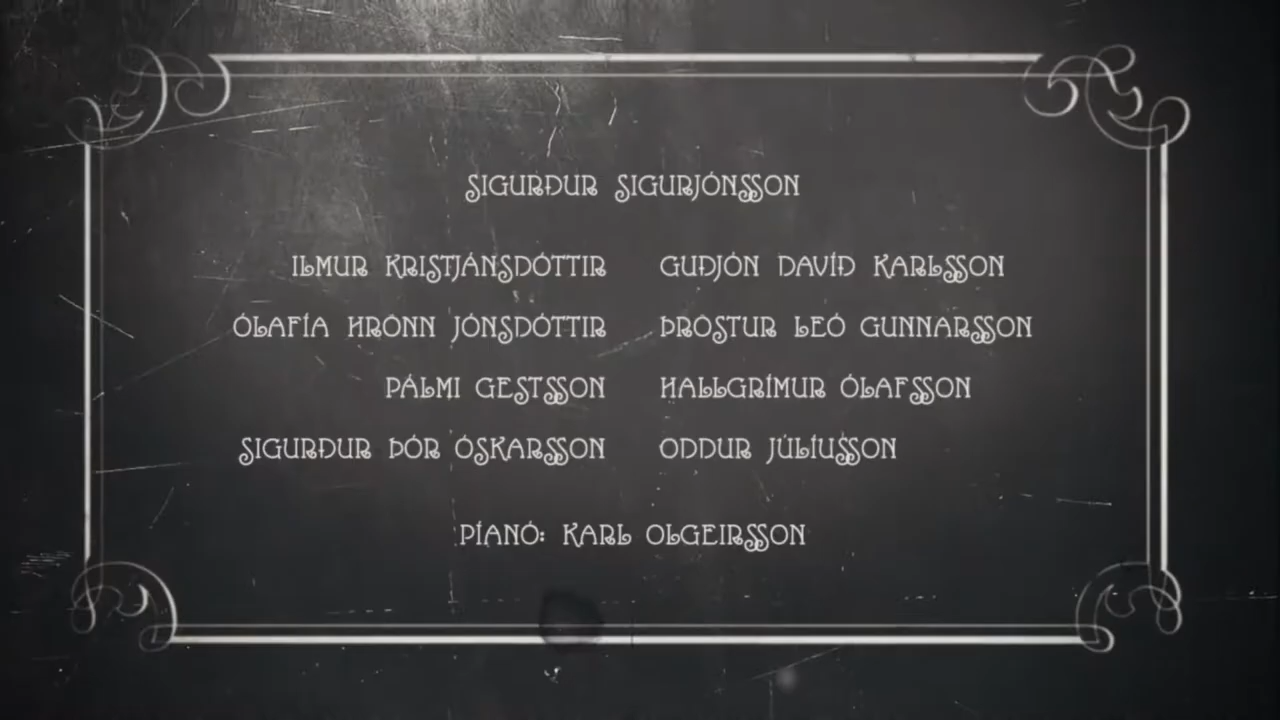 SIGURÐUR SIGURJÓNSSON
ILMUR KRISTJÁNSDÓTTIR GUÐJÓN DAVÍÐ KARLSSON
ÓLAFÍA HRÖNN JÓNSDÓTTIR ÞRÖSTUR LEÓ GUNNARSSON
PÁLMI GESTSSON HALLGRÍMUR ÓLAFSSON
SIGURÐUR ÞÓR ÓSKARSSON ODDUR JÚLÍUSSON
PÍANÓ: KARL OLGEIRSSON